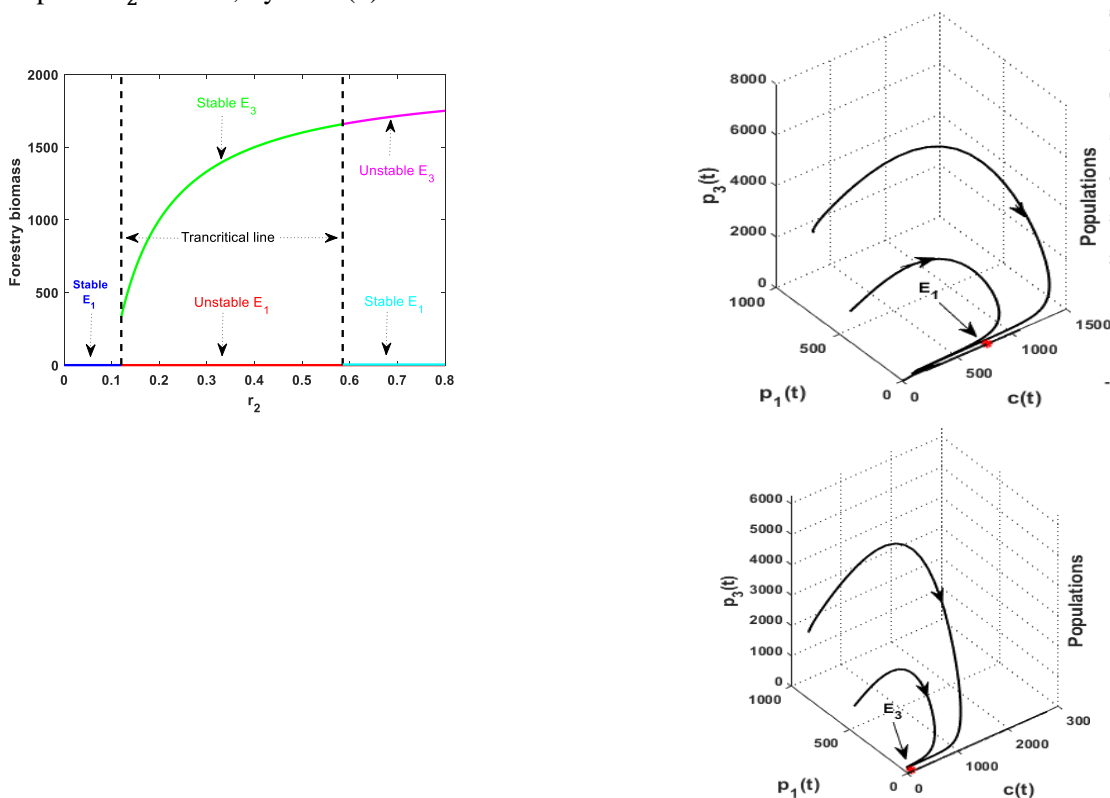 2000
1500
1000
500
0
Forestry biomass
Stable E3
Unstable E3
Trancritical line
Stable
E1
Unstable E1
Stable E1
0 0.1 0.2 0.3 0.4 0.5 0.6 0.7 0.8
r2
8000
6000
4000
2000
0
p3(t)
1000
500
0
p1(t)
E1
0
500
1000
1500
c(t)
Populations
6000
5000
4000
3000
2000
1000
0
p3(t)
1000
500
0
p1(t)
E3
0
1000
2000
300
c(t)
Populations